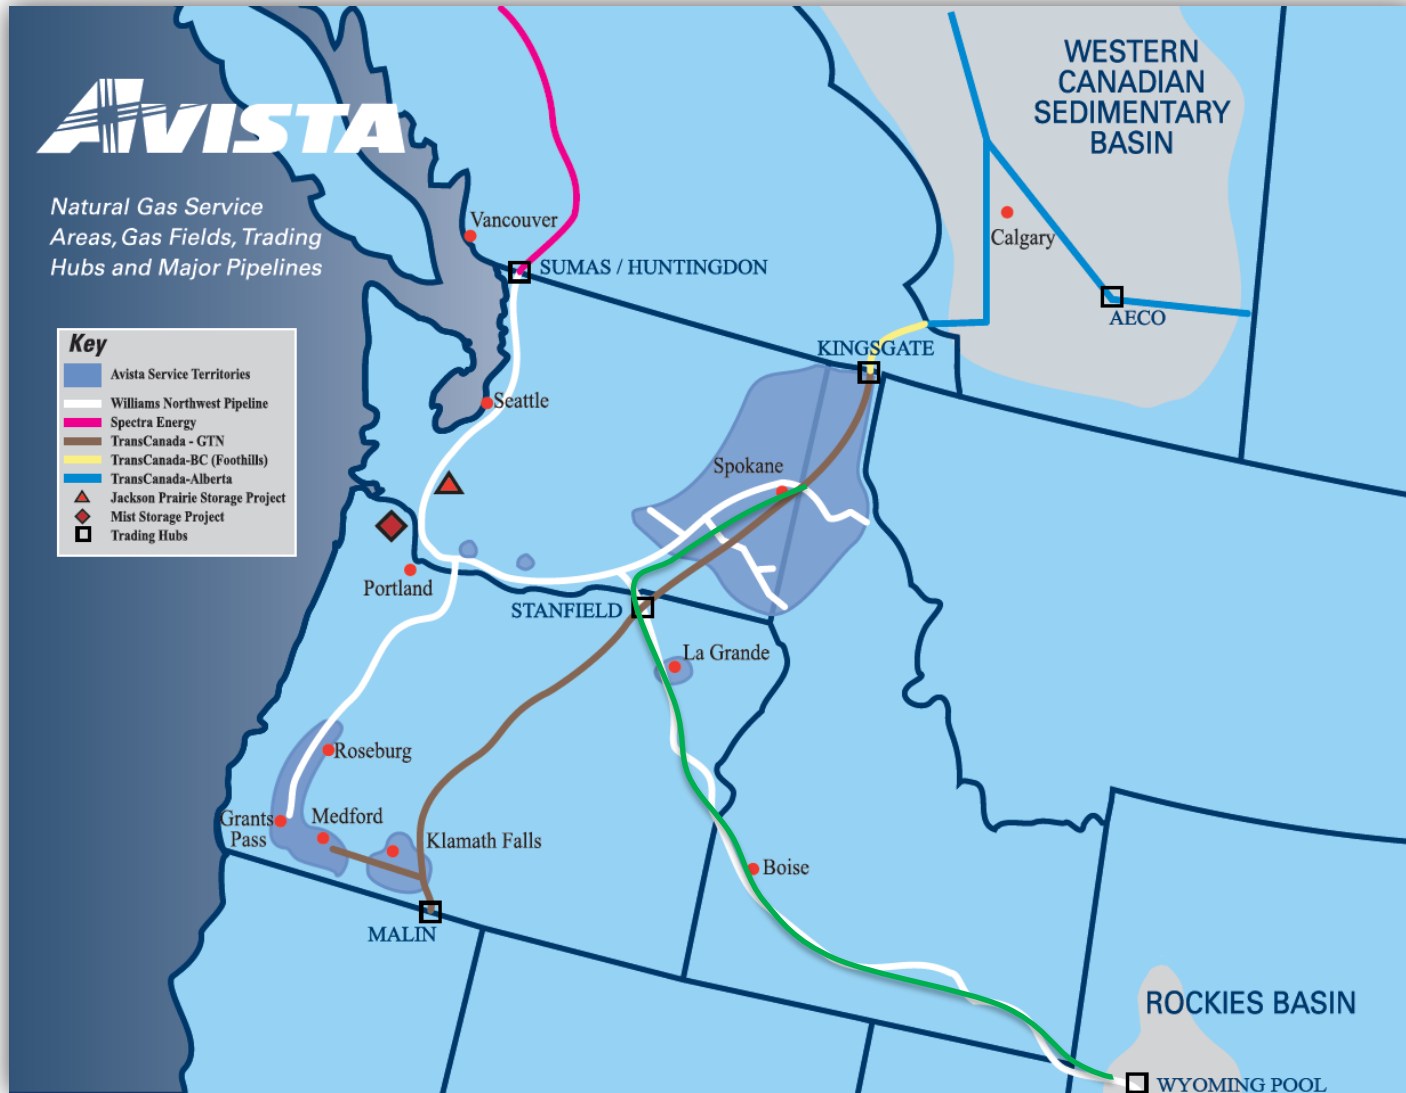 AVISTA
Natural Gas Service
Areas, Gas Fields, Trading
Hubs and Major Pipelines
WESTERN
CANADIAN
SEDIMENTARY
BASIN
Vancouver
SUMAS / HUNTINGDON
Calgary
AECO
KINGSGATE
Key
Avista Service Territories
Williams Northwest Pipeline
Spectra Energy
TransCanada - GTN
TransCanada-BC (Foothills)
TransCanada-Alberta
Jackson Prairie Storage Project
Mist Storage Project
Trading Hubs
Seattle
Spokane
Portland
STANFIELD
La Grande
Roseburg
Grants
Pass
Medford
Klamath Falls
Boise
MALIN
ROCKIES BASIN
WYOMING POOL